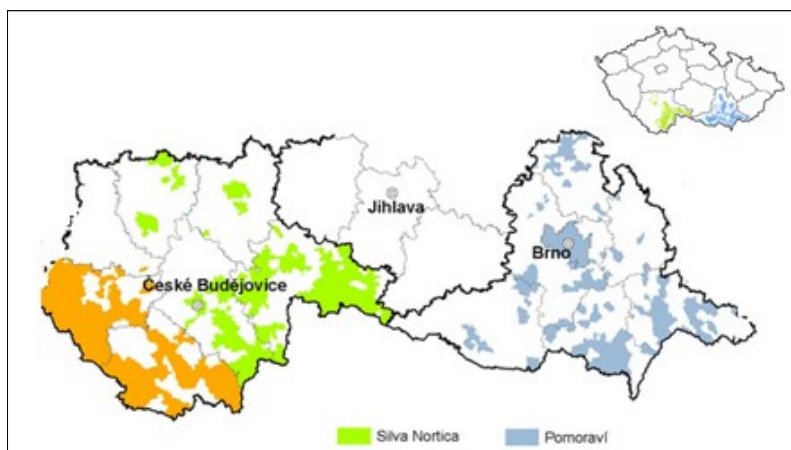 Jihlava
Brno
České Budějovice
Silva Nortica
Pomoraví